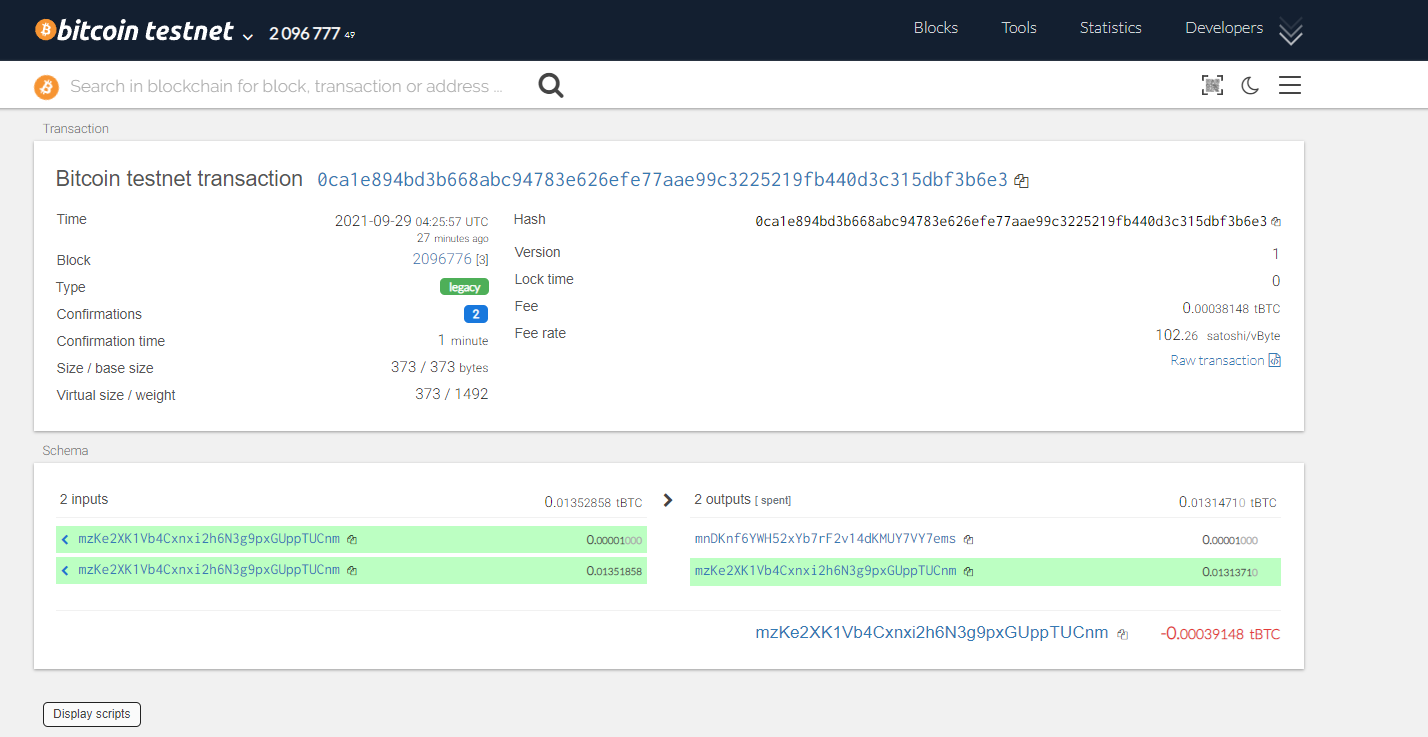 bitcoin testnet 2 096 777 49 Blocks Tools Statistics Developers
Search in blockchain for block, transaction or address ...
Transaction
Bitcoin testnet transaction 0ca1e894bd3b668abc94783e626efe77aae99c3225219fb440d3c315dbf3b6e3
Time 2021-09-29 04:25:57 UTC
27 minutes ago
Block 2096776 [3]
Type legacy
Confirmations 2
Confirmation time 1 minute
Size / base size 373 / 373 bytes
Virtual size / weight 373 / 1492
Hash 0ca1e894bd3b668abc94783e626efe77aae99c3225219fb440d3c315dbf3b6e3
Version 1
Lock time 0
Fee 0.00038148 tBTC
Fee rate 102.26 satoshi/vByte
Raw transaction
Schema
2 inputs 0.01352858 tBTC
mzKe2XK1Vb4Cxnxi2h6N3g9pxGUppTUCnm 0.00001000
mzKe2XK1Vb4Cxnxi2h6N3g9pxGUppTUCnm 0.01351858
2 outputs [ spent] 0.01314710 tBTC
mnDKnf6YWH52xYb7rF2v14dKMUY7VY7ems 0.00001000
mzKe2XK1Vb4Cxnxi2h6N3g9pxGUppTUCnm 0.01313710
mzKe2XK1Vb4Cxnxi2h6N3g9pxGUppTUCnm -0.00039148 tBTC
Display scripts